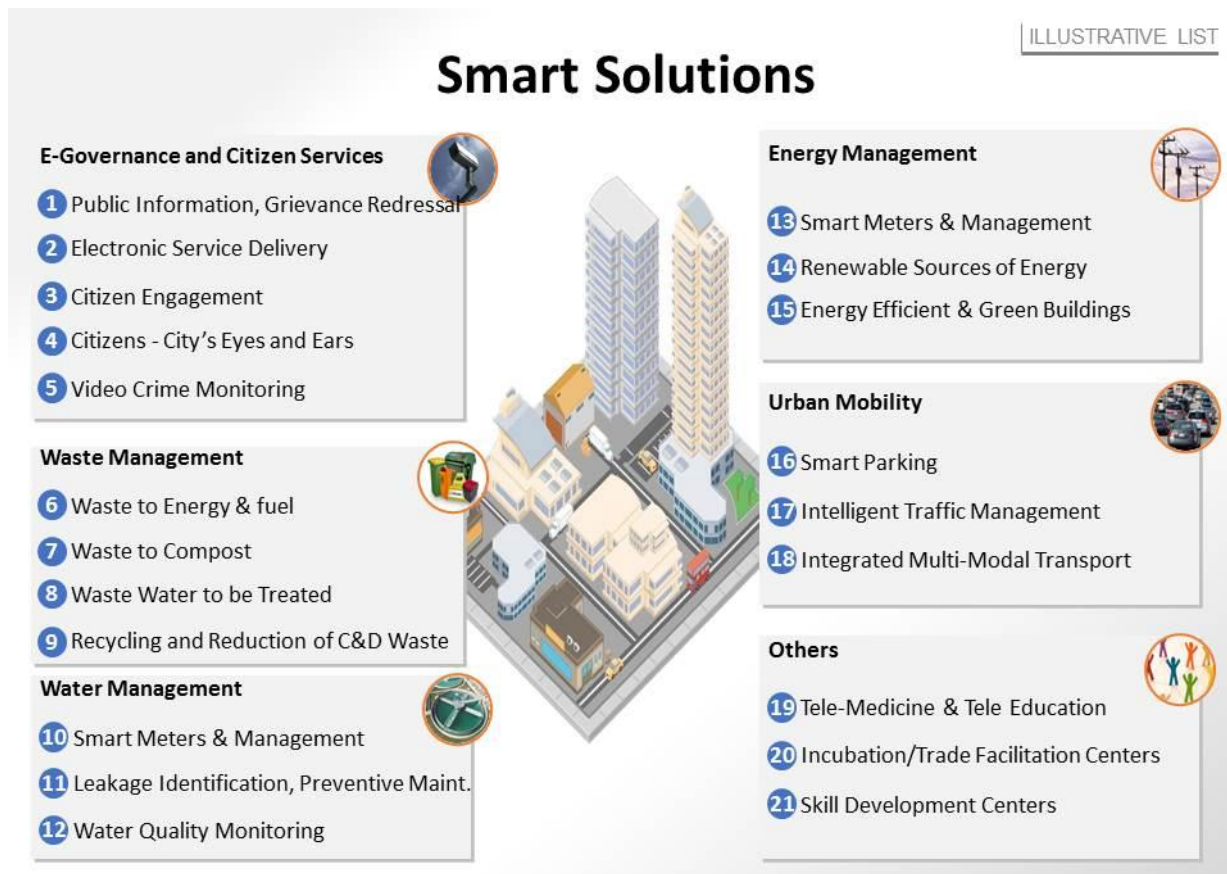 ILLUSTRATIVE LIST
Smart Solutions
E-Governance and Citizen Services
1 Public Information, Grievance Redressal
2 Electronic Service Delivery
3 Citizen Engagement
4 Citizens - City's Eyes and Ears
5 Video Crime Monitoring
Waste Management
6 Waste to Energy & fuel
7 Waste to Compost
8 Waste Water to be Treated
9 Recycling and Reduction of C&D Waste
Water Management
10 Smart Meters & Management
11 Leakage Identification, Preventive Maint.
12 Water Quality Monitoring
Energy Management
13 Smart Meters & Management
14 Renewable Sources of Energy
15 Energy Efficient & Green Buildings
Urban Mobility
16 Smart Parking
17 Intelligent Traffic Management
18 Integrated Multi-Modal Transport
Others
19 Tele-Medicine & Tele Education
20 Incubation/Trade Facilitation Centers
21 Skill Development Centers